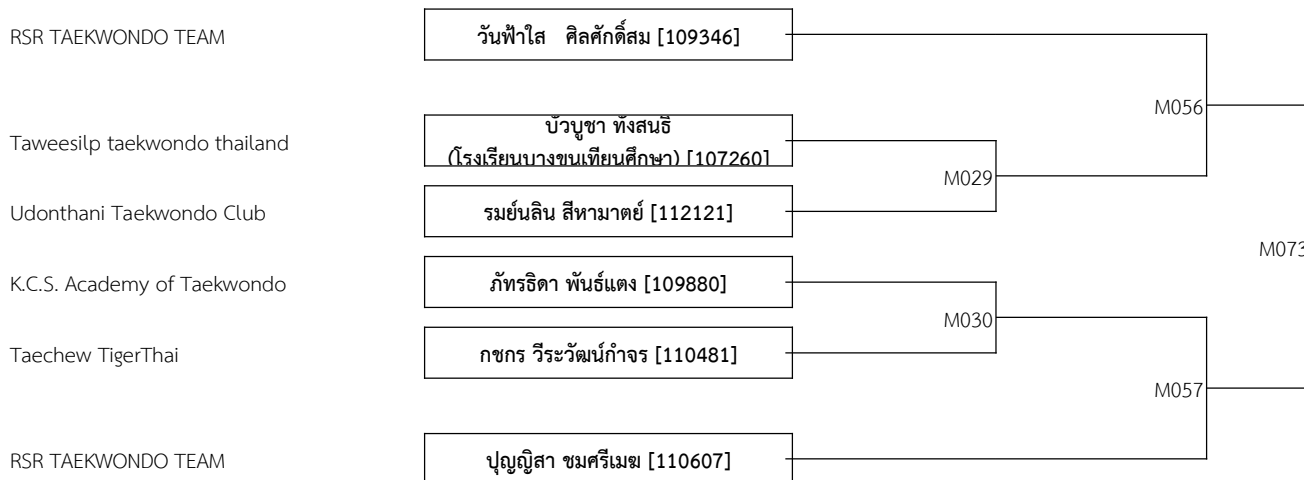 RSR TAEKWONDO TEAM
วันฟ้าใส ศิลศักดิ์สม [109346]
M056
Taweesilp taekwondo thailand
บัวบูชา ทั่งสนธิ์
(โรงเรียนบางขุนเทียนศึกษา) [107260]
M029
Udonthani Taekwondo Club
รมย์นลิน สีหามาตย์ [112121]
M073
K.C.S. Academy of Taekwondo
ภัทรธิดา พันธ์แตง [109880]
M030
Taechew TigerThai
กชกร วีระวัฒน์กำจร [110481]
M057
RSR TAEKWONDO TEAM
ปุญญิสา ชมศรีเมฆ [110607]